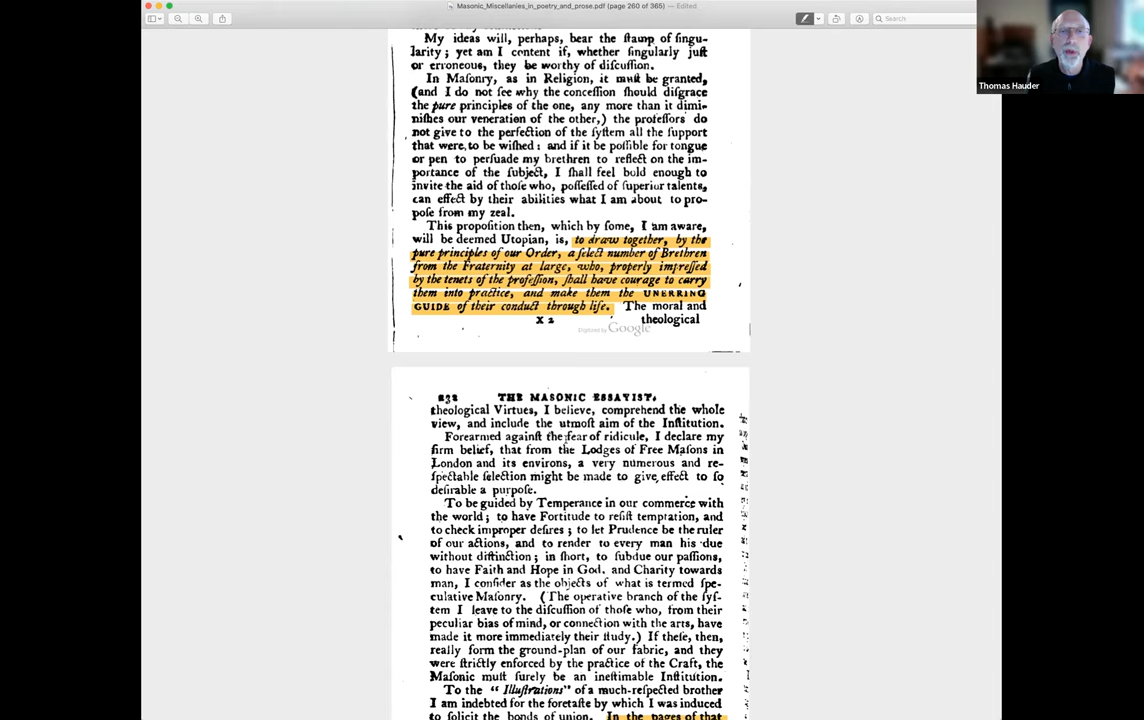 Masonic_Miscellanies_in_poetry_and_prose.pdf (page 260 of 365) — Edited
Search
Thomas Hauder
My ideas will, perhaps, bear the ſtamp of ſingu-
larity; yet am I content if, whether ſingularly juſt
or erroneous, they be worthy of diſcuſſion.
In Maſonry, as in Religion, it muſt be granted,
(and I do not ſee why the conceſſion ſhould diſgrace
the pure principles of the one, any more than it dimi-
niſhes our veneration of the other,) the profeſſors do
not give to the perfection of the ſyſtem all the ſupport
that were to be wiſhed: and if it be poſſible for tongue
or pen to perſuade my brethren to reflect on the im-
portance of the ſubject, I ſhall feel bold enough to
invite the aid of thoſe who, poſſeſſed of ſuperior talents,
can effect by their abilities what I am about to pro-
poſe from my zeal.
This propoſition then, which by ſome, I am aware,
will be deemed Utopian, is, to draw together, by the
pure principles of our Order, a ſelect number of Brethren
from the Fraternity at large, who, properly impreſſed
by the tenets of the profeſſion, ſhall have courage to carry
them into practice, and make them the UNERRING
GUIDE of their conduct through life. The moral and
X 2 theological
Digitized by Google
232 THE MASONIC ESSAYIST.
theological Virtues, I believe, comprehend the whole
view, and include the utmoſt aim of the Inſtitution.
Forearmed againſt the fear of ridicule, I declare my
firm belief, that from the Lodges of Free Maſons in
London and its environs, a very numerous and re-
ſpectable ſelection might be made to give effect to ſo
deſirable a purpoſe.
To be guided by Temperance in our commerce with
the world; to have Fortitude to reſiſt temptation, and
to check improper deſires; to let Prudence be the ruler
of our actions, and to render to every man his due
without diſtinction; in ſhort, to ſubdue our paſſions,
to have Faith and Hope in God, and Charity towards
man, I conſider as the objects of what is termed ſpe-
culative Maſonry. (The operative branch of the ſyſ-
tem I leave to the diſcuſſion of thoſe who, from their
peculiar bias of mind, or connection with the arts, have
made it more immediately their ſtudy.) If theſe, then,
really form the ground-plan of our fabric, and they
were ſtrictly enforced by the practice of the Craft, the
Maſonic muſt ſurely be an ineſtimable Inſtitution.
To the "Illuſtrations" of a much-reſpected brother
I am indebted for the foretaſte by which I was induced
to ſolicit the bonds of union. In the pages of that